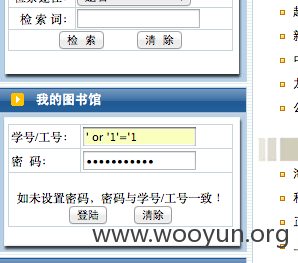 检 索 词:
检 索
清 除
我的图书馆
学号/工号:
' or '1'='1
密 码:
•••••••••••
如未设置密码、密码与学号/工号一致！
登陆
清除
www.wooyun.org